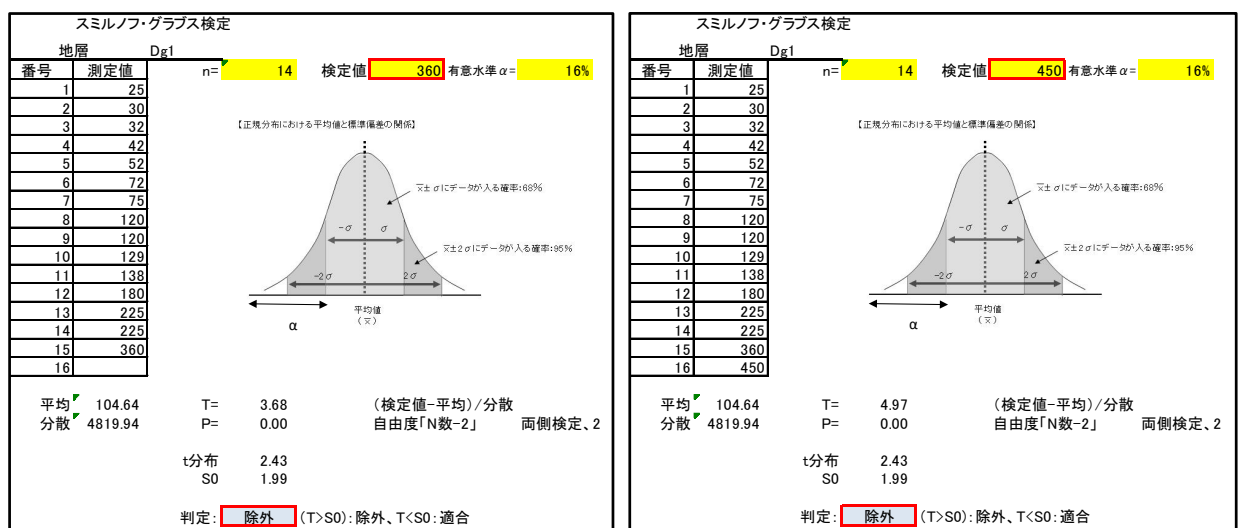 スミルノフ・グラブス検定
地層 Dg1
番号 測定値 n= 14 検定値 360 有意水準α= 16%
1 25
2 30
3 32 【正規分布における平均値と標準偏差の関係】
4 42
5 52
6 72 x±σにデータが入る確率:68%
7 75
8 120
9 120 -σ σ
10 129 x±2σにデータが入る確率:95%
11 138 -2σ 2σ
12 180
13 225 平均値
14 225 (x)
α
15 360
16
平均 104.64 T= 3.68 (検定値-平均)/分散
分散 4819.94 P= 0.00 自由度「N数-2」 両側検定、2
t分布 2.43
S0 1.99
判定: 除外 (T>S0):除外、T<S0:適合
スミルノフ・グラブス検定
地層 Dg1
番号 測定値 n= 14 検定値 450 有意水準α= 16%
1 25
2 30
3 32 【正規分布における平均値と標準偏差の関係】
4 42
5 52
6 72 x±σにデータが入る確率:68%
7 75
8 120
9 120 -σ σ
10 129 x±2σにデータが入る確率:95%
11 138 -2σ 2σ
12 180
13 225 平均値
14 225 (x)
α
15 360
16 450
平均 104.64 T= 4.97 (検定値-平均)/分散
分散 4819.94 P= 0.00 自由度「N数-2」 両側検定、2
t分布 2.43
S0 1.99
判定: 除外 (T>S0):除外、T<S0:適合